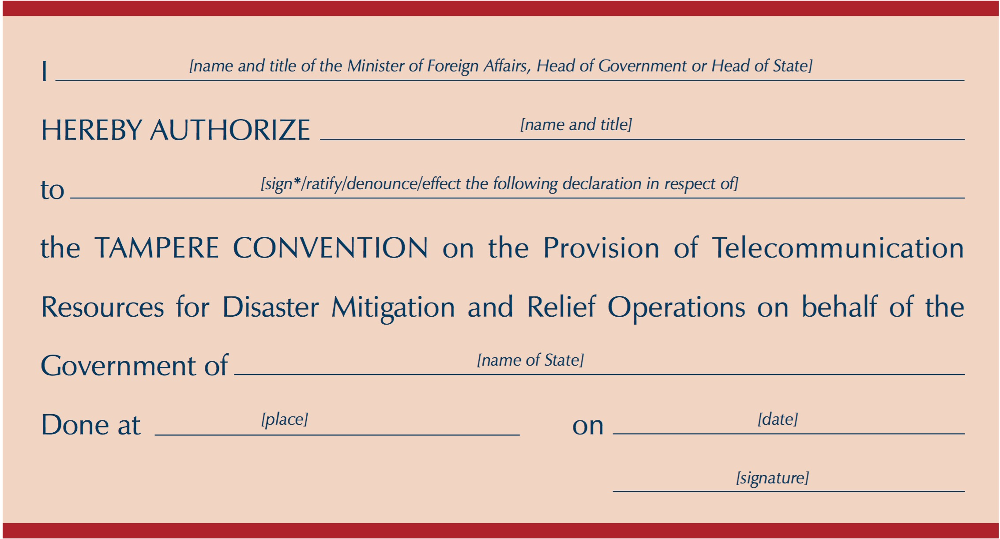 I [name and title of the Minister of Foreign Affairs, Head of Government or Head of State]
HEREBY AUTHORIZE [name and title]
to [sign*/ratify/denounce/effect the following declaration in respect of]
the TAMPERE CONVENTION on the Provision of Telecommunication
Resources for Disaster Mitigation and Relief Operations on behalf of the
Government of [name of State]
Done at [place] on [date]
[signature]